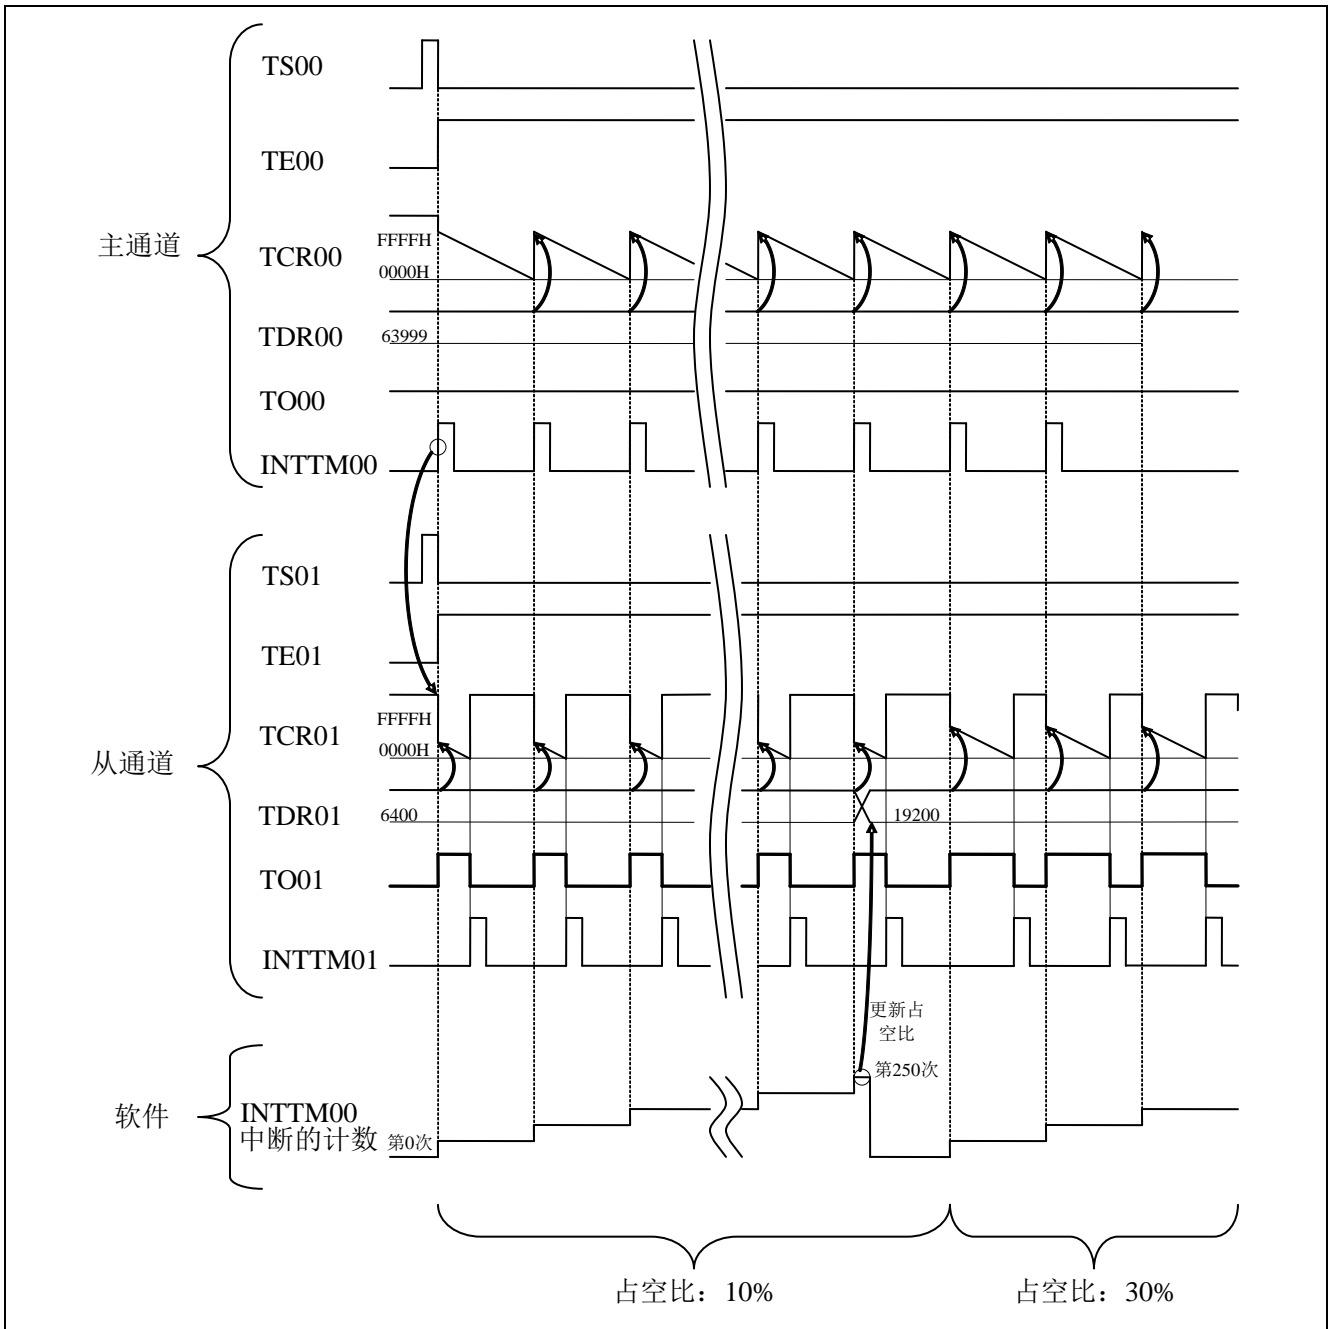 TS00
TE00
主通道
TCR00
FFFFH
0000H
TDR00
63999
TO00
INTTM00
TS01
TE01
从通道
TCR01
FFFFH
0000H
TDR01
6400
19200
TO01
INTTM01
更新占
空比
第250次
软件
INTTM00
中断的计数
第0次
占空比：10%
占空比：30%